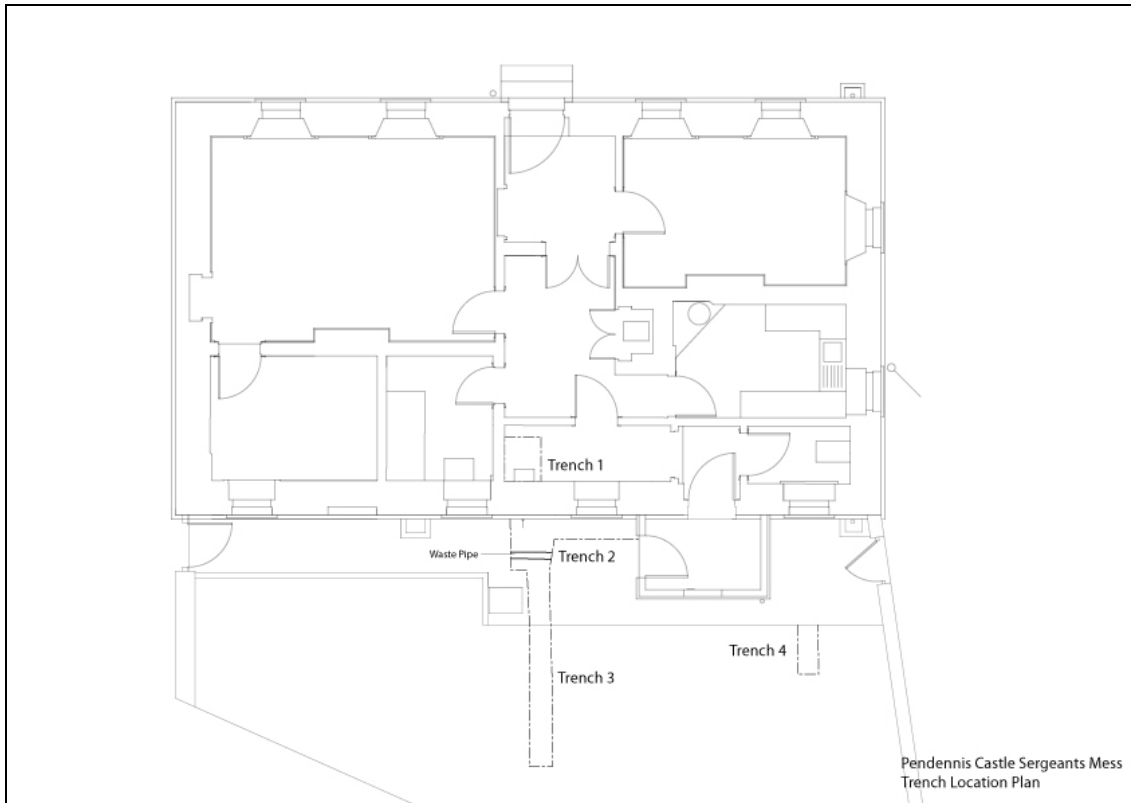 Trench 1
Waste Pipe
Trench 2
Trench 4
Trench 3
Pendennis Castle Sergeants Mess
Trench Location Plan